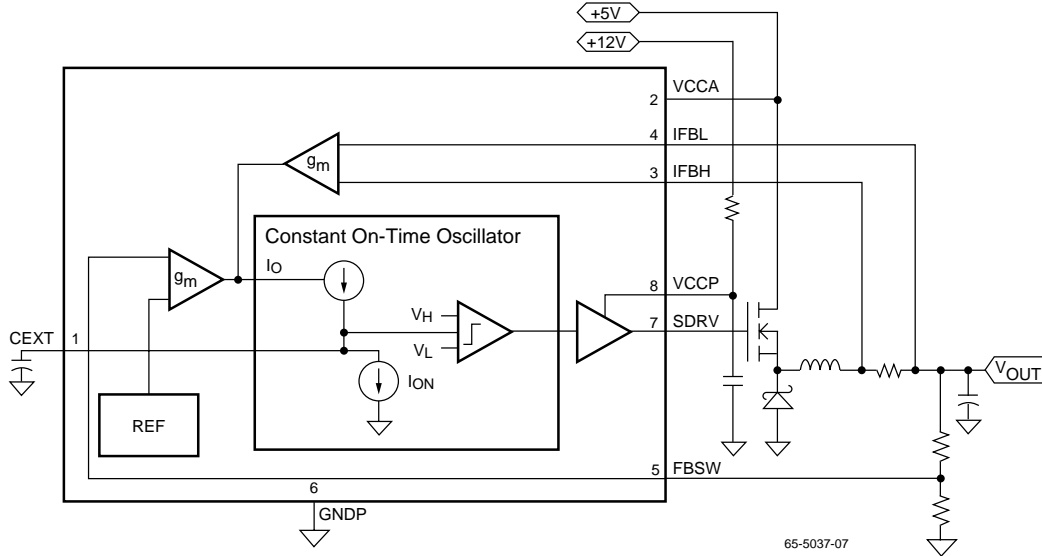 +5V
+12V
2 VCCA
4 IFBL
gm
3 IFBH
Constant On-Time Oscillator
gm
IO
8 VCCP
VH
7 SDRV
CEXT 1
VL
VOUT
ION
REF
5 FBSW
6
GNDP
65-5037-07